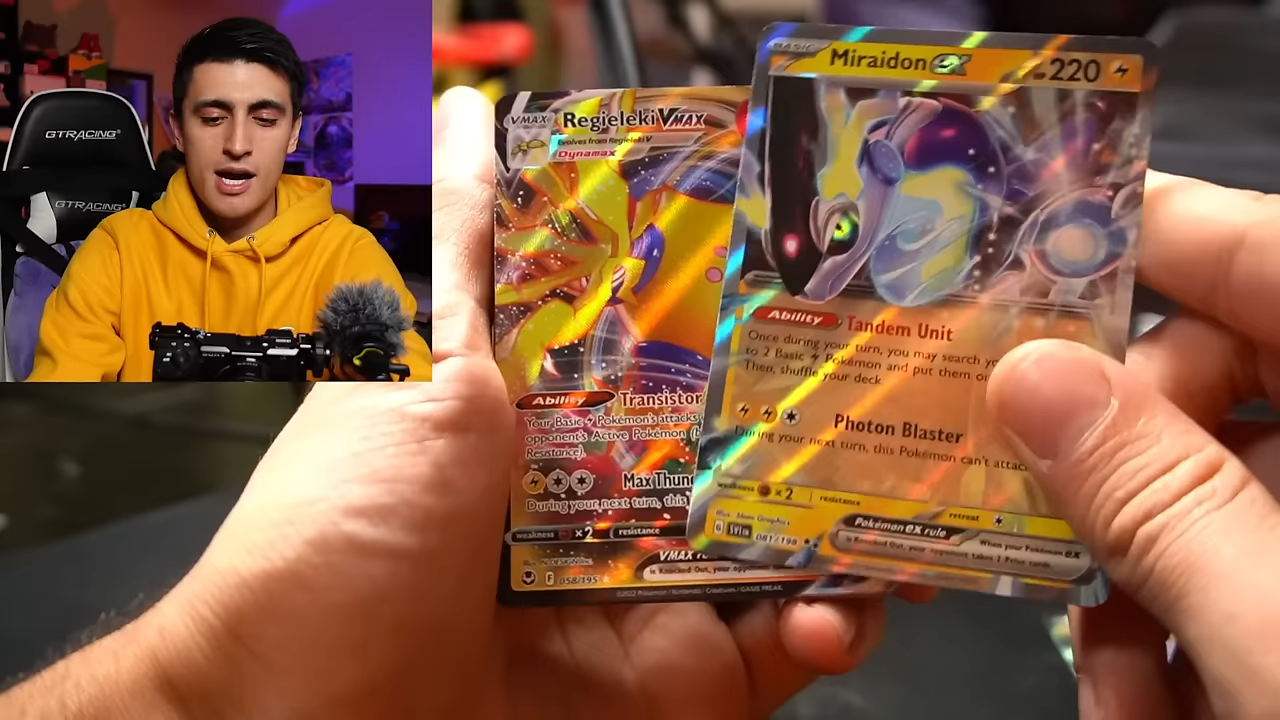 GTRACING
GTRACING
VMAX
Regieleki VMAX
Evolves from Regieleki V
Dynamax
Ability
Transistor
Your Basic Pokémon's attacks
opponent's Active Pokémon
Resistance).
Max Thun
During your next turn, this
weakness ×2 resistance
VMAX
is Knocked Out, your
F 058/195
©2022 Pokémon / Nintendo / Creatures / GAME FREAK
BASIC
Miraidon ex
220
Ability
Tandem Unit
Once during your turn, you may search
to 2 Basic Pokémon and put them
Then, shuffle your deck.
Photon Blaster
During your next turn, this Pokémon can't attac
weakness ×2 resistance retreat
Illus.
G SVI EN 081/198
Pokémon ex rule
When your Pokémon ex
is Knocked Out, your opponent takes 2 Prize cards.